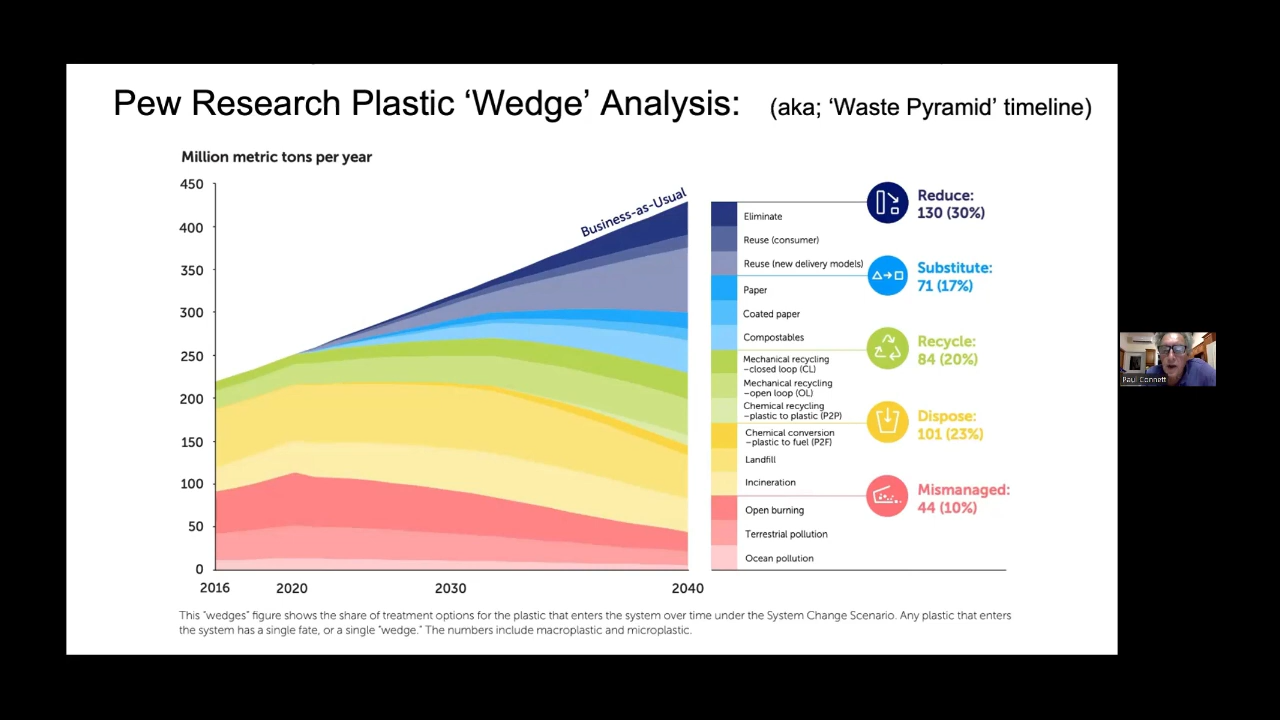 Pew Research Plastic ‘Wedge’ Analysis: (aka; ‘Waste Pyramid’ timeline)
Million metric tons per year
450
400
350
300
250
200
150
100
50
0
2016
2020
2030
2040
Business-as-Usual
Eliminate
Reuse (consumer)
Reuse (new delivery models)
Paper
Coated paper
Compostables
Mechanical recycling
–closed loop (CL)
Mechanical recycling
–open loop (OL)
Chemical recycling
–plastic to plastic (P2P)
Chemical conversion
–plastic to fuel (P2F)
Landfill
Incineration
Open burning
Terrestrial pollution
Ocean pollution
Reduce:
130 (30%)
Substitute:
71 (17%)
Recycle:
84 (20%)
Dispose:
101 (23%)
Mismanaged:
44 (10%)
This “wedges” figure shows the share of treatment options for the plastic that enters the system over time under the System Change Scenario. Any plastic that enters
the system has a single fate, or a single “wedge.” The numbers include macroplastic and microplastic.
Paul Connett